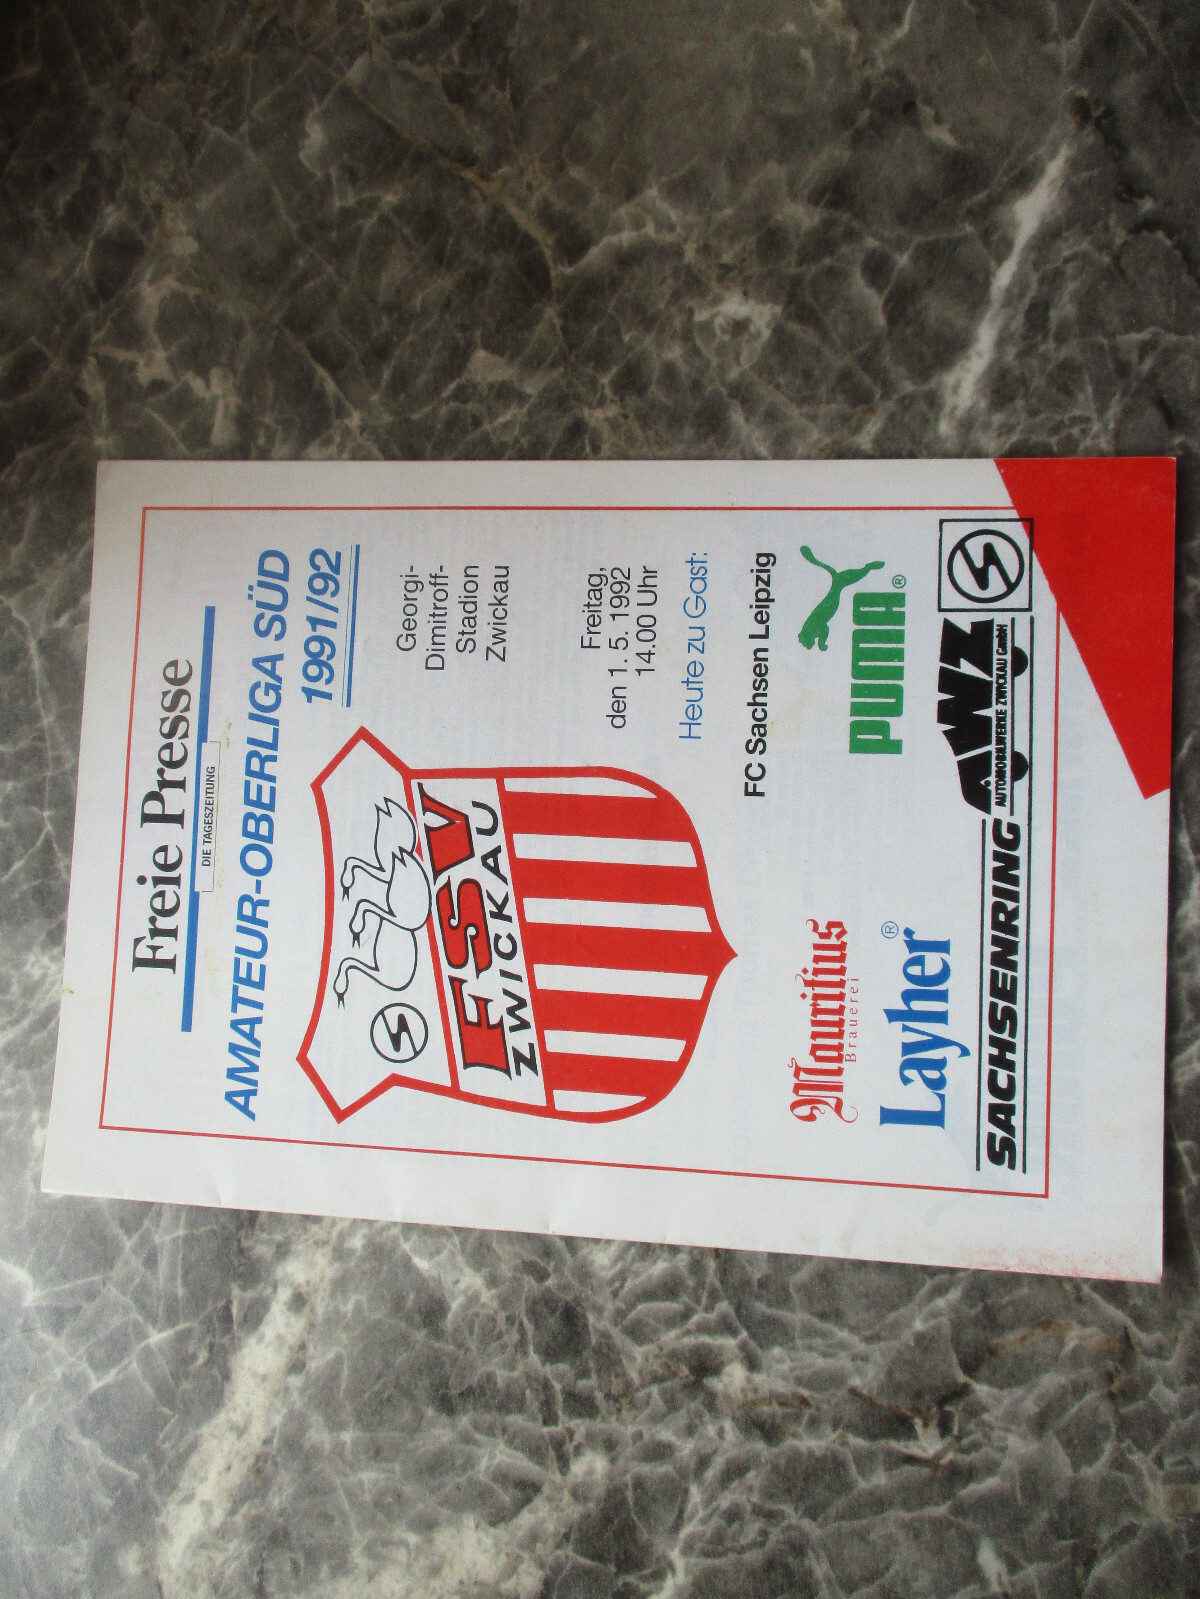 Freie Presse
DIE TAGESZEITUNG
AMATEUR-OBERLIGA SÜD
1991/92
Georgi-
Dimitroff-
Stadion
Zwickau
FSV
ZWICKAU
Freitag,
den 1. 5. 1992
14.00 Uhr
Heute zu Gast:
FC Sachsen Leipzig
Mauritius
Brauerei
PUMA®
Layher®
SACHSENRING
AWZ
AUTOMOBILWERKE ZWICKAU GmbH